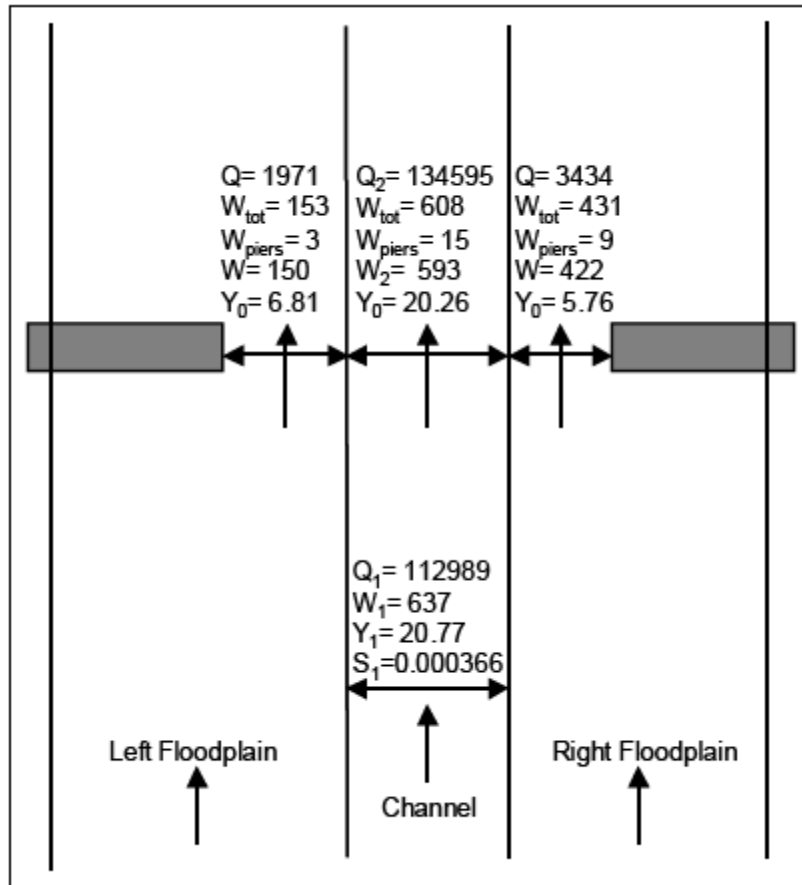 Q= 1971
W_tot= 153
W_piers= 3
W= 150
Y_0= 6.81
Q_2= 134595
W_tot= 608
W_piers= 15
W_2= 593
Y_0= 20.26
Q= 3434
W_tot= 431
W_piers= 9
W= 422
Y_0= 5.76
Q_1= 112989
W_1= 637
Y_1= 20.77
S_1=0.000366
Left Floodplain
Channel
Right Floodplain